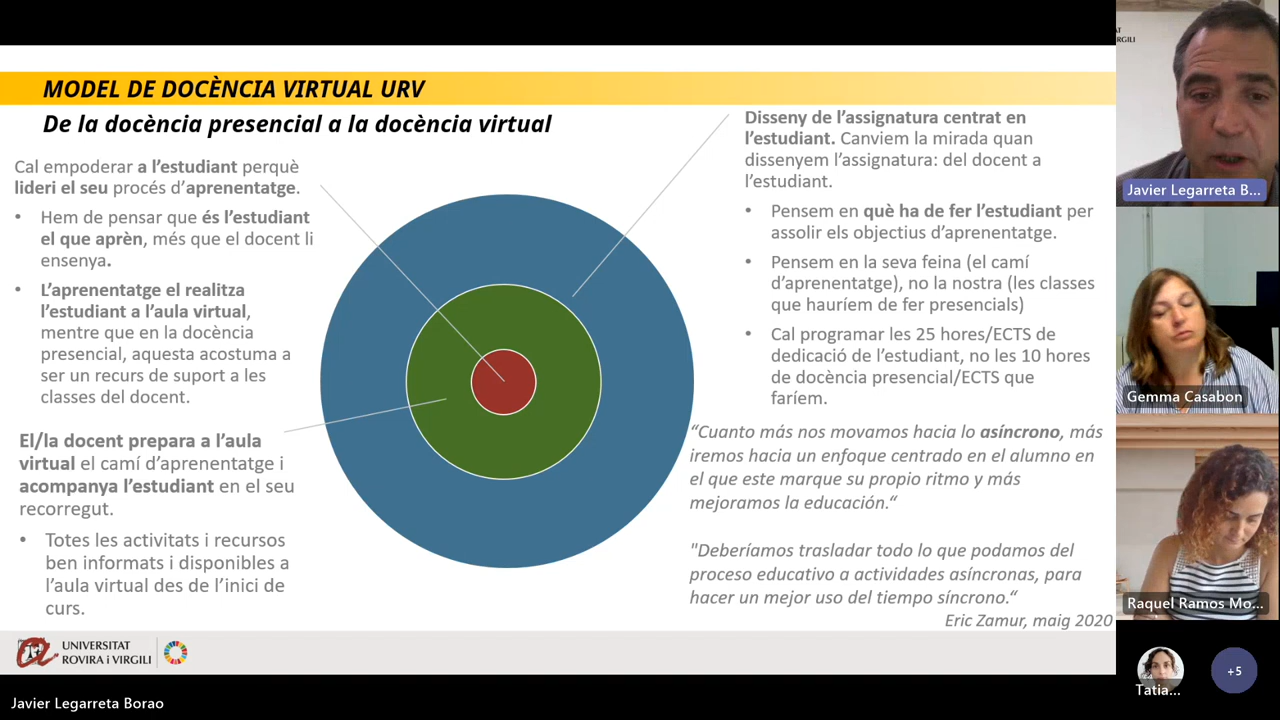 MODEL DE DOCÈNCIA VIRTUAL URV
De la docència presencial a la docència virtual
Cal empoderar a l’estudiant perquè
lideri el seu procés d’aprenentatge.
• Hem de pensar que és l’estudiant
el que aprèn, més que el docent li
ensenya.
• L’aprenentatge el realitza
l’estudiant a l’aula virtual,
mentre que en la docència
presencial, aquesta acostuma a
ser un recurs de suport a les
classes del docent.
El/la docent prepara a l’aula
virtual el camí d’aprenentatge i
acompanya l’estudiant en el seu
recorregut.
• Totes les activitats i recursos
ben informats i disponibles a
l’aula virtual des de l’inici de
curs.
Disseny de l’assignatura centrat en
l’estudiant. Canviem la mirada quan
dissenyem l’assignatura: del docent a
l’estudiant.
• Pensem en què ha de fer l’estudiant per
assolir els objectius d’aprenentatge.
• Pensem en la seva feina (el camí
d’aprenentatge), no la nostra (les classes
que hauríem de fer presencials)
• Cal programar les 25 hores/ECTS de
dedicació de l’estudiant, no les 10 hores
de docència presencial/ECTS que
faríem.
“Cuanto más nos movamos hacia lo asíncrono, más
iremos hacia un enfoque centrado en el alumno en
el que este marque su propio ritmo y más
mejoramos la educación.“
"Deberíamos trasladar todo lo que podamos del
proceso educativo a actividades asíncronas, para
hacer un mejor uso del tiempo síncrono.“
Eric Zamur, maig 2020
UNIVERSITAT
ROVIRA i VIRGILI
Javier Legarreta Borao
AT
VIRGILI
Javier Legarreta B...
Gemma Casabon
Raquel Ramos Mo...
Tatia...
+5